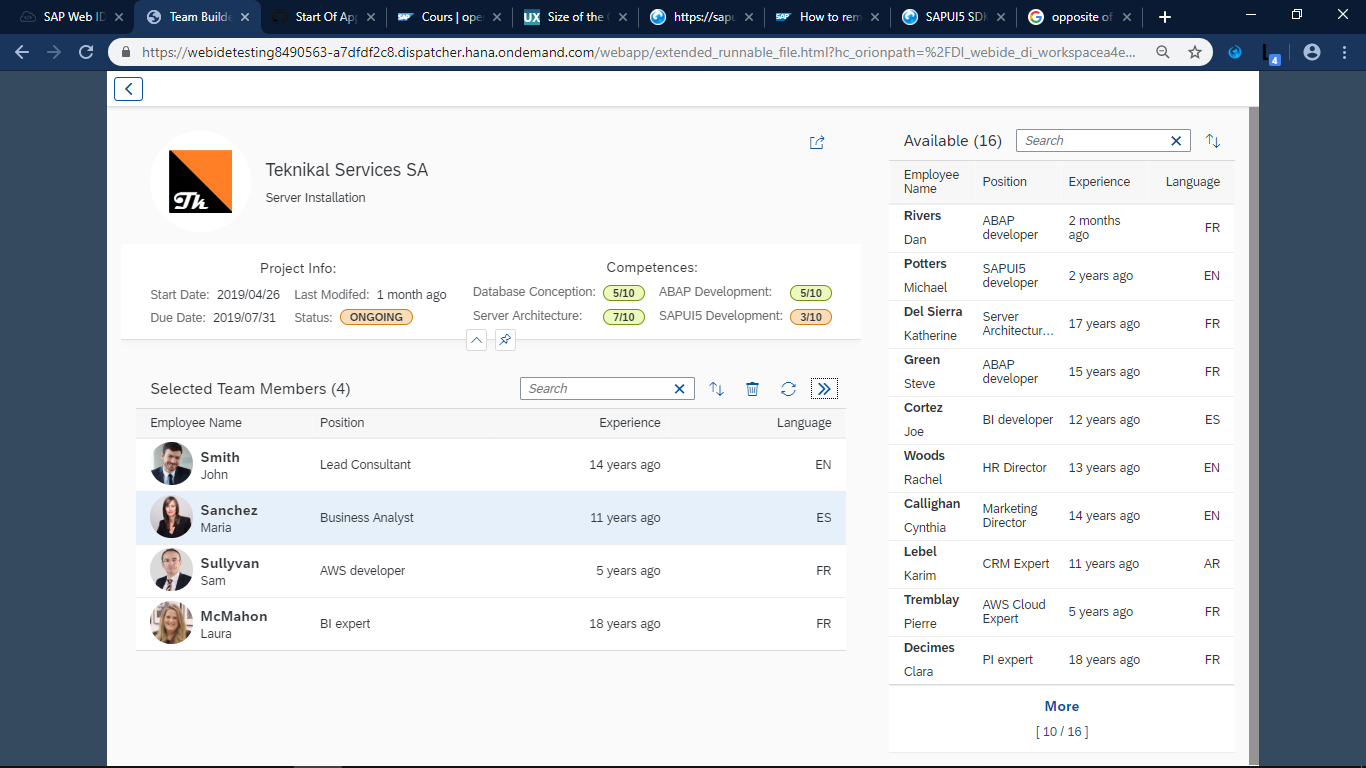 SAP Web ID
Team Builde
Start Of App
Cours | ope
Size of the
https://sapu
How to rem
SAPUI5 SDK
opposite of
https://webidetesting8490563-a7dfdf2c8.dispatcher.hana.ondemand.com/webapp/extended_runnable_file.html?hc_orionpath=%2FDI_webide_di_workspacea4e...
4
Th
Teknikal Services SA
Server Installation
Project Info:
Start Date: 2019/04/26 Last Modifed: 1 month ago
Due Date: 2019/07/31 Status: ONGOING
Competences:
Database Conception: 5/10 ABAP Development: 5/10
Server Architecture: 7/10 SAPUI5 Development: 3/10
Selected Team Members (4)
Search
Employee Name Position Experience Language
Smith
John Lead Consultant 14 years ago EN
Sanchez
Maria Business Analyst 11 years ago ES
Sullyvan
Sam AWS developer 5 years ago FR
McMahon
Laura BI expert 18 years ago FR
Available (16)
Search
Employee Name Position Experience Language
Rivers
Dan ABAP developer 2 months ago FR
Potters
Michael SAPUI5 developer 2 years ago EN
Del Sierra
Katherine Server Architectur... 17 years ago FR
Green
Steve ABAP developer 15 years ago FR
Cortez
Joe BI developer 12 years ago ES
Woods
Rachel HR Director 13 years ago EN
Callighan
Cynthia Marketing Director 14 years ago EN
Lebel
Karim CRM Expert 11 years ago AR
Tremblay
Pierre AWS Cloud Expert 5 years ago FR
Decimes
Clara PI expert 18 years ago FR
More
[ 10 / 16 ]